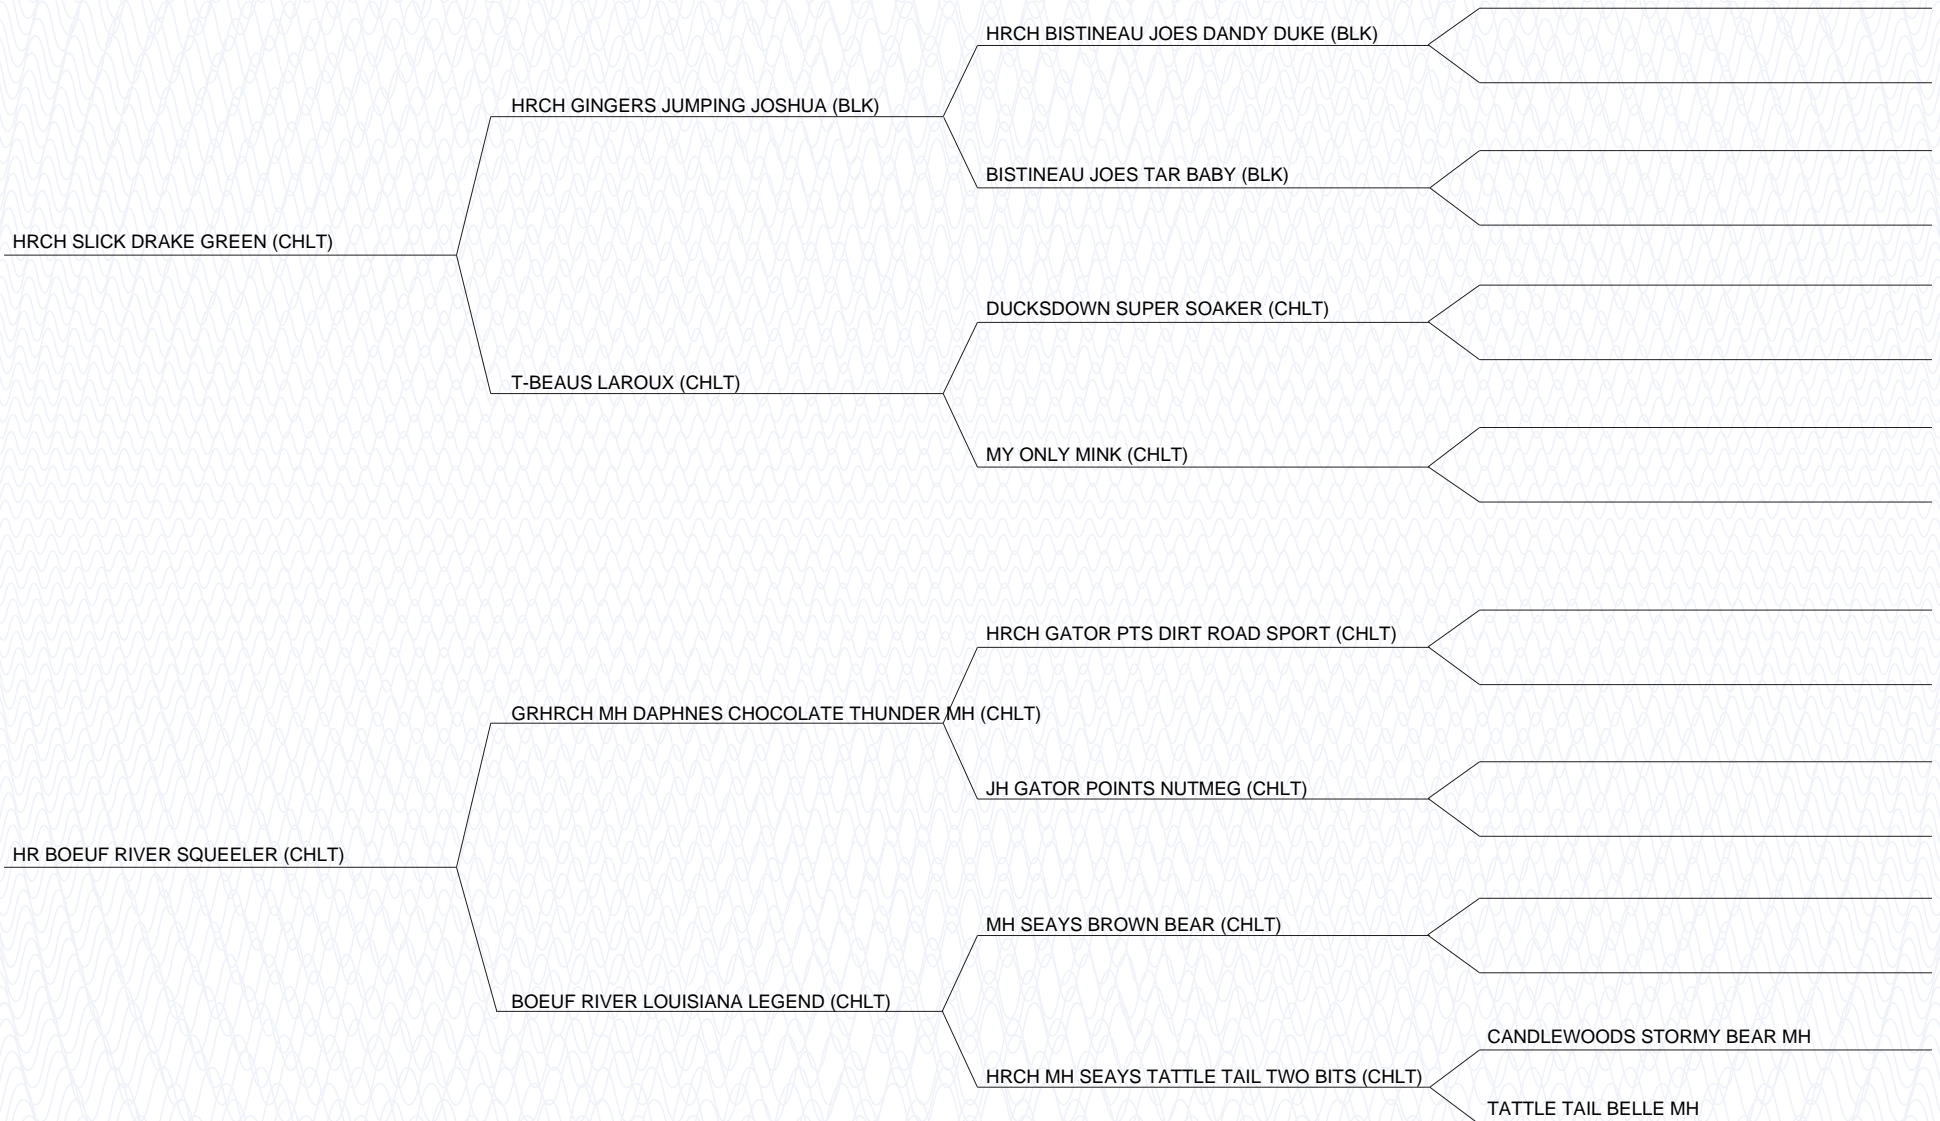 HRCH BISTINEAU JOES DANDY DUKE (BLK)
HRCH GINGERS JUMPING JOSHUA (BLK)
BISTINEAU JOES TAR BABY (BLK)
HRCH SLICK DRAKE GREEN (CHLT)
DUCKSDOWN SUPER SOAKER (CHLT)
T-BEAUS LAROUX (CHLT)
MY ONLY MINK (CHLT)
HRCH GATOR PTS DIRT ROAD SPORT (CHLT)
GRHRCH MH DAPHNES CHOCOLATE THUNDER MH (CHLT)
JH GATOR POINTS NUTMEG (CHLT)
HR BOEUF RIVER SQUEELER (CHLT)
MH SEAYS BROWN BEAR (CHLT)
BOEUF RIVER LOUISIANA LEGEND (CHLT)
CANDLEWOODS STORMY BEAR MH
HRCH MH SEAYS TATTLE TAIL TWO BITS (CHLT)
TATTLE TAIL BELLE MH